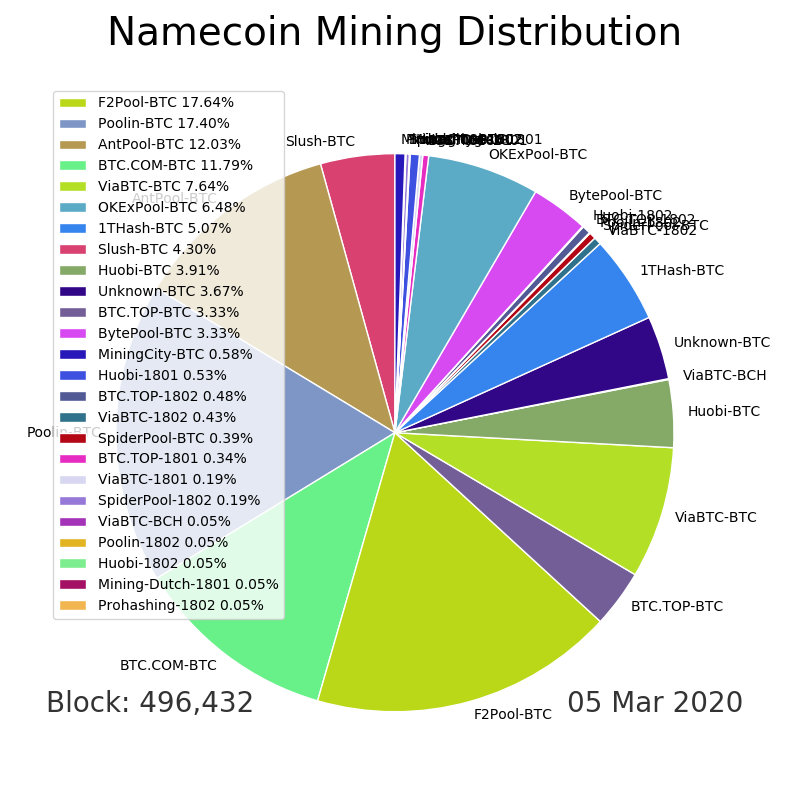 Namecoin Mining Distribution
F2Pool-BTC 17.64%
Poolin-BTC 17.40%
AntPool-BTC 12.03%
BTC.COM-BTC 11.79%
ViaBTC-BTC 7.64%
OKExPool-BTC 6.48%
1THash-BTC 5.07%
Slush-BTC 4.30%
Huobi-BTC 3.91%
Unknown-BTC 3.67%
BTC.TOP-BTC 3.33%
BytePool-BTC 3.33%
MiningCity-BTC 0.58%
Huobi-1801 0.53%
BTC.TOP-1802 0.48%
ViaBTC-1802 0.43%
SpiderPool-BTC 0.39%
BTC.TOP-1801 0.34%
ViaBTC-1801 0.19%
SpiderPool-1802 0.19%
ViaBTC-BCH 0.05%
Poolin-1802 0.05%
Huobi-1802 0.05%
Mining-Dutch-1801 0.05%
Prohashing-1802 0.05%
Slush-BTC
OKExPool-BTC
BytePool-BTC
Huobi-1802
ViaBTC-1802
1THash-BTC
Unknown-BTC
ViaBTC-BCH
Huobi-BTC
ViaBTC-BTC
BTC.TOP-BTC
F2Pool-BTC
BTC.COM-BTC
Poolin-BTC
AntPool-BTC
Block: 496,432
05 Mar 2020